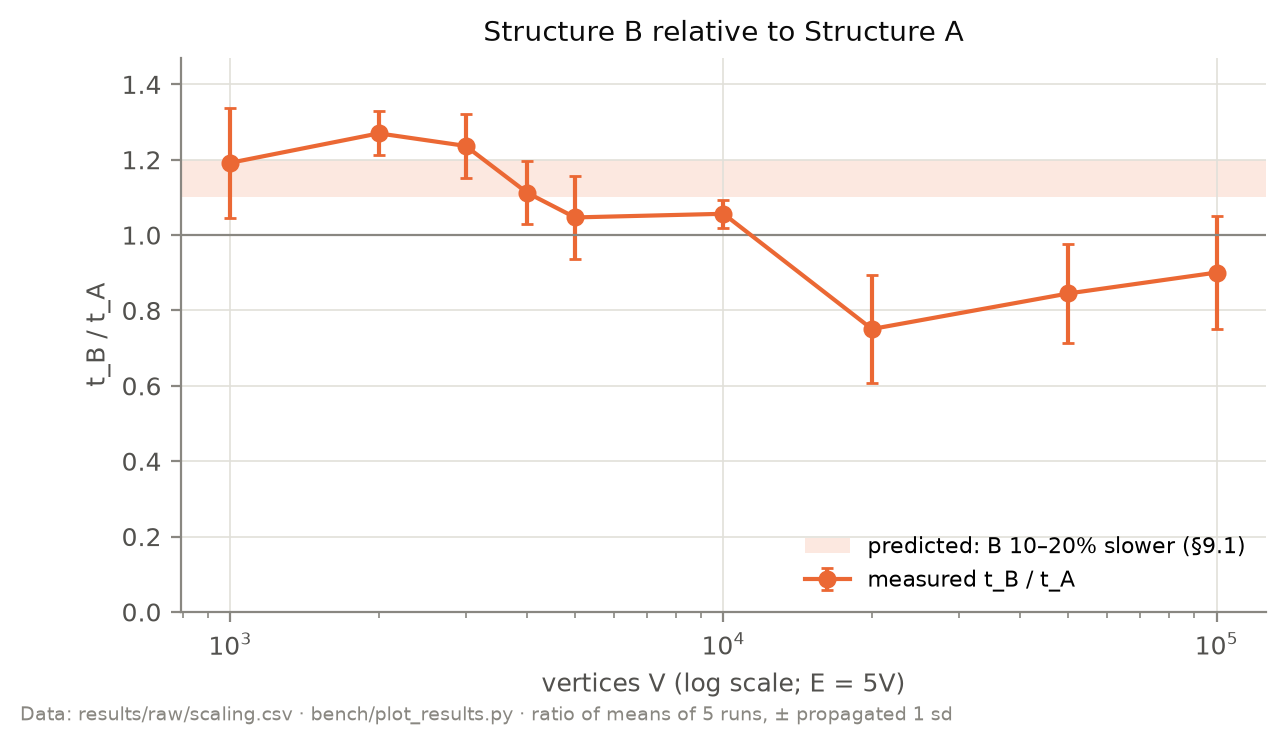 Structure B relative to Structure A
t_B / t_A
1.4
1.2
1.0
0.8
0.6
0.4
0.2
0.0
predicted: B 10–20% slower (§9.1)
measured t_B / t_A
10³
10⁴
10⁵
vertices V (log scale; E = 5V)
Data: results/raw/scaling.csv · bench/plot_results.py · ratio of means of 5 runs, ± propagated 1 sd